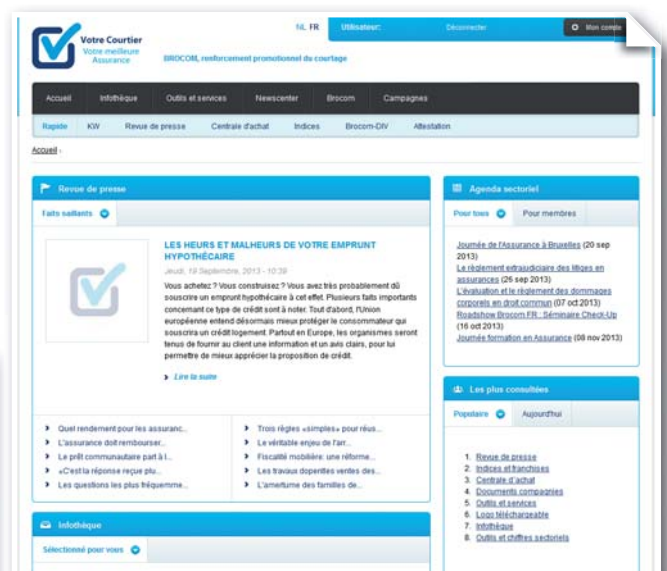 Votre Courtier
Votre meilleure
Assurance
BROCOM, renforcement promotionnel du courtage
NL FR
Utilisateur:
Déconnecter
Mon compte
Accueil Infothèque Outils et services Newscenter Brocom Campagnes
Rapide KW Revue de presse Centrale d'achat Indices Brocom-DIV Attestation
Accueil ›
Revue de presse
Faits saillants
LES HEURS ET MALHEURS DE VOTRE EMPRUNT
HYPOTHÉCAIRE
Jeudi, 19 Septembre, 2013 - 10:39
Vous achetez ? Vous construisez ? Vous avez très probablement dû
souscrire un emprunt hypothécaire à cet effet. Plusieurs faits importants
concernant ce type de crédit sont à noter. Tout d'abord, l'Union
européenne entend désormais mieux protéger le consommateur qui
souscrira un crédit logement. Partout en Europe, les organismes seront
tenus de fournir au client une information et un avis clairs, pour lui
permettre de mieux apprécier la proposition de crédit.
Lire la suite
Quel rendement pour les assuranc...
L'assurance doit rembourser...
Le prêt communautaire part à l...
«C'est la réponse reçue plu...
Les questions les plus fréquemme...
Trois règles «simples» pour réus...
Le véritable enjeu de l'arr...
Fiscalité mobilière: une réforme...
Les travaux dopent les ventes des...
L'amertume des familles de...
Infothèque
Sélectionné pour vous
Agenda sectoriel
Pour tous Pour membres
Journée de l'Assurance à Bruxelles (20 sep
2013)
Le règlement extraudiciaire des litiges en
assurances (26 sep 2013)
L'évaluation et le règlement des dommages
corporels en droit commun (07 oct 2013)
Roadshow Brocom FR : Séminaire Check-Up
(16 oct 2013)
Journée formation en Assurance (08 nov 2013)
Les plus consultées
Populaire Aujourd'hui
1. Revue de presse
2. Indices et franchises
3. Centrale d'achat
4. Documents compagnies
5. Outils et services
6. Logo téléchargeable
7. Infothèque
8. Outils et chiffres sectoriels